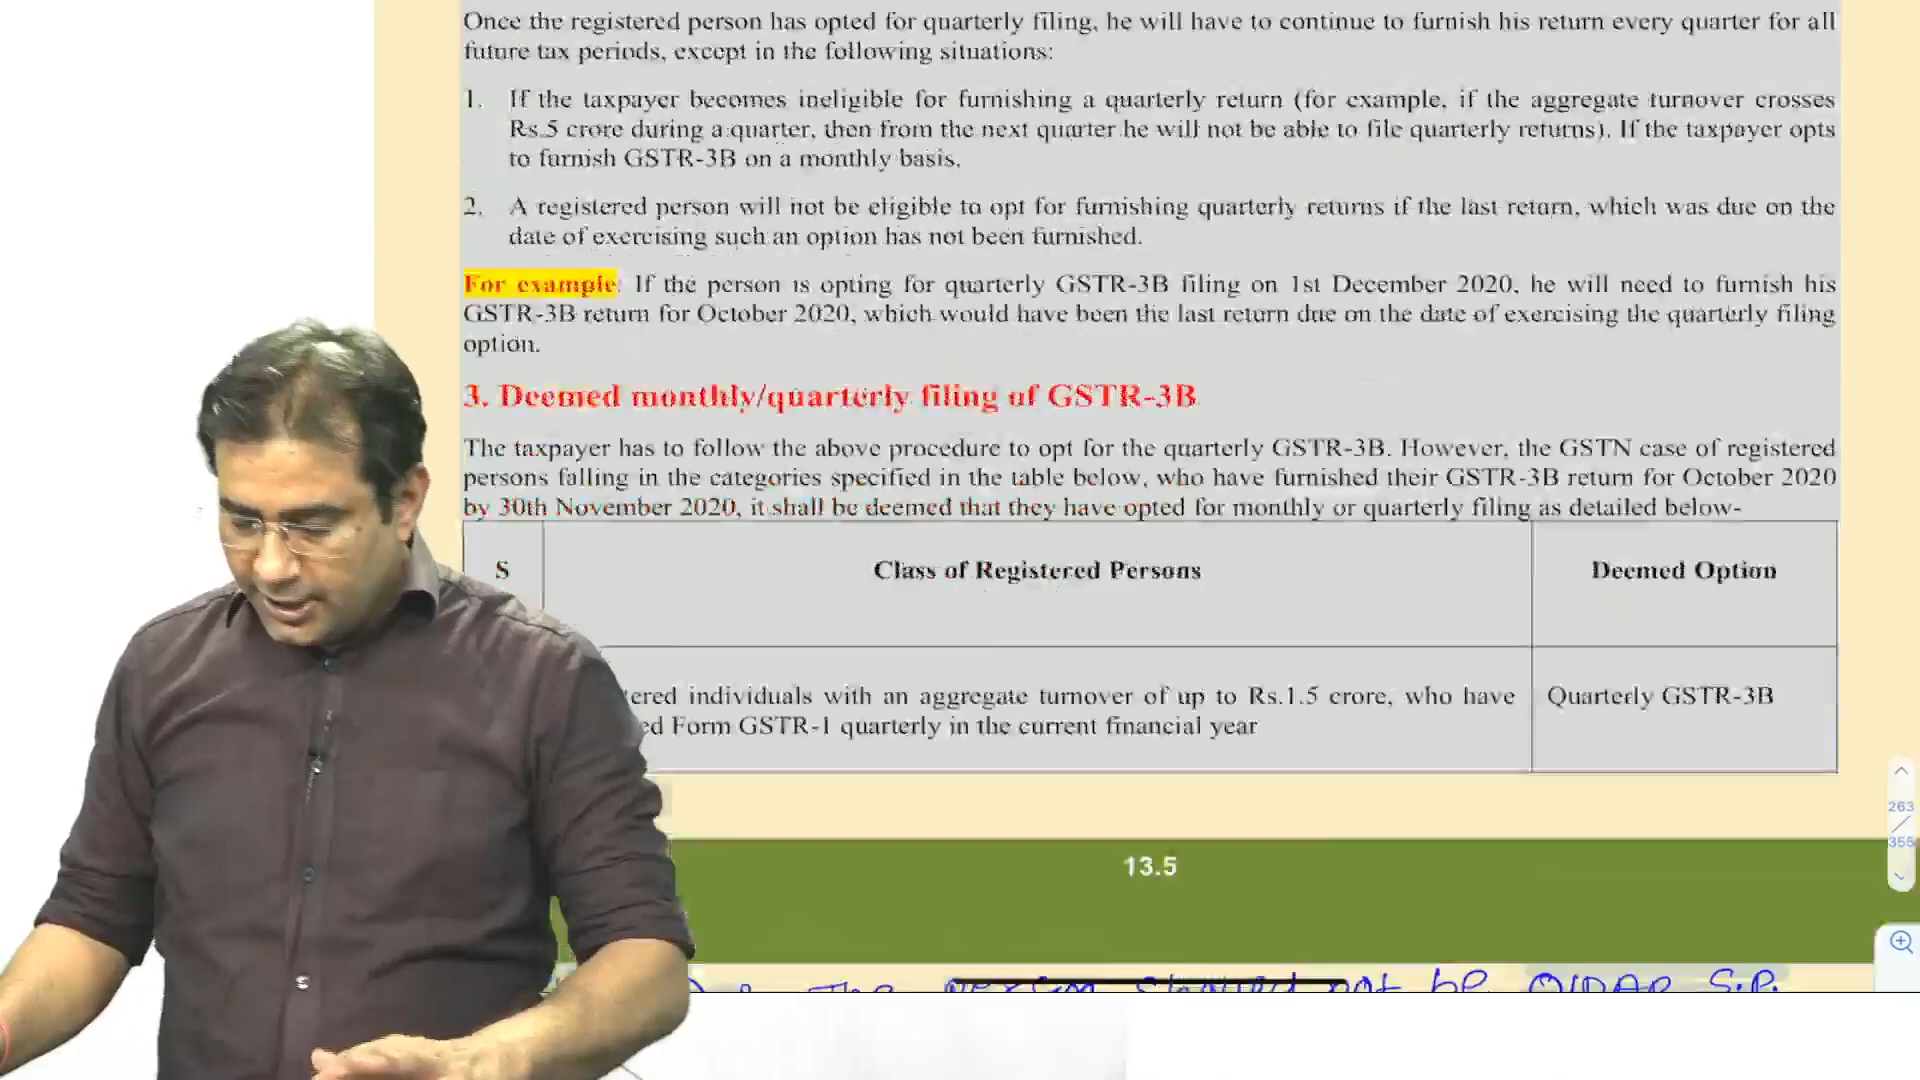 Once the registered person has opted for quarterly filing, he will have to continue to furnish his return every quarter for all
future tax periods, except in the following situations:
1. If the taxpayer becomes ineligible for furnishing a quarterly return (for example, if the aggregate turnover crosses
Rs.5 crore during a quarter, then from the next quarter he will not be able to file quarterly returns). If the taxpayer opts
to furnish GSTR-3B on a monthly basis.
2. A registered person will not be eligible to opt for furnishing quarterly returns if the last return, which was due on the
date of exercising such an option has not been furnished.
For example: If the person is opting for quarterly GSTR-3B filing on 1st December 2020, he will need to furnish his
GSTR-3B return for October 2020, which would have been the last return due on the date of exercising the quarterly filing
option.
3. Deemed monthly/quarterly filing of GSTR-3B
The taxpayer has to follow the above procedure to opt for the quarterly GSTR-3B. However, the GSTN case of registered
persons falling in the categories specified in the table below, who have furnished their GSTR-3B return for October 2020
by 30th November 2020, it shall be deemed that they have opted for monthly or quarterly filing as detailed below-
S Class of Registered Persons Deemed Option
tered individuals with an aggregate turnover of up to Rs.1.5 crore, who have Quarterly GSTR-3B
ed Form GSTR-1 quarterly in the current financial year
263
/
355
13.5
The person should not be OIDAR S.P.